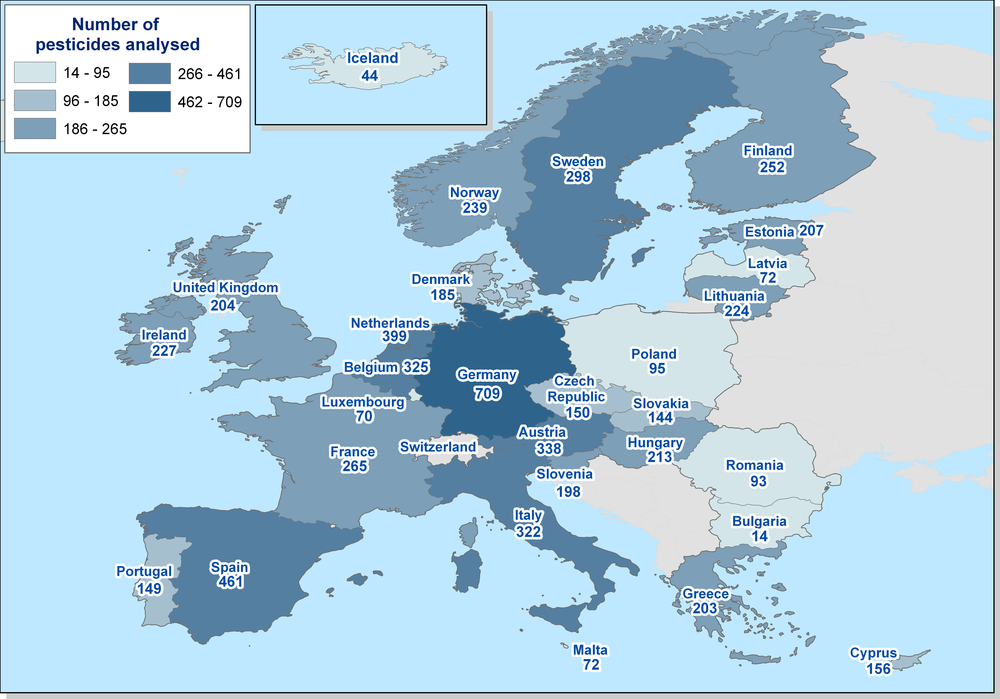 Number of
pesticides analysed
14 - 95
266 - 461
96 - 185
462 - 709
186 - 265
Iceland
44
Finland
252
Sweden
298
Norway
239
Estonia 207
Latvia
72
Denmark
185
United Kingdom
204
Lithuania
224
Netherlands
399
Ireland
227
Poland
95
Belgium 325
Germany
709
Czech
Republic
150
Luxembourg
70
Slovakia
144
Austria
338
Switzerland
Hungary
213
France
265
Romania
93
Slovenia
198
Italy
322
Bulgaria
14
Spain
461
Portugal
149
Greece
203
Malta
72
Cyprus
156